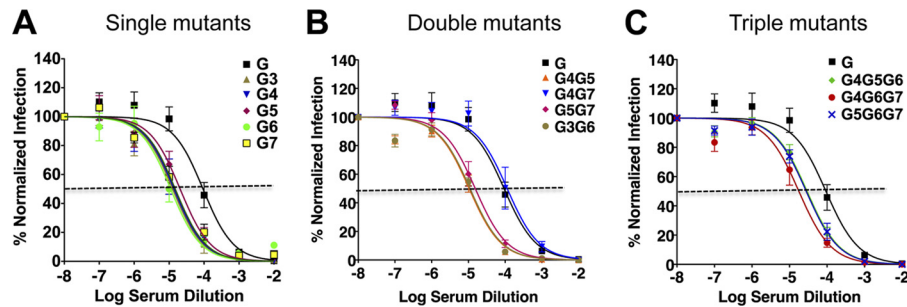 A Single mutants
% Normalized Infection
140
120
100
80
60
40
20
0
G
G3
G4
G5
G6
G7
-8 -7 -6 -5 -4 -3 -2
Log Serum Dilution
B Double mutants
% Normalized Infection
140
120
100
80
60
40
20
0
G
G4G5
G4G7
G5G7
G3G6
-8 -7 -6 -5 -4 -3 -2
Log Serum Dilution
C Triple mutants
% Normalized Infection
140
120
100
80
60
40
20
0
G
G4G5G6
G4G6G7
G5G6G7
-8 -7 -6 -5 -4 -3 -2
Log Serum Dilution